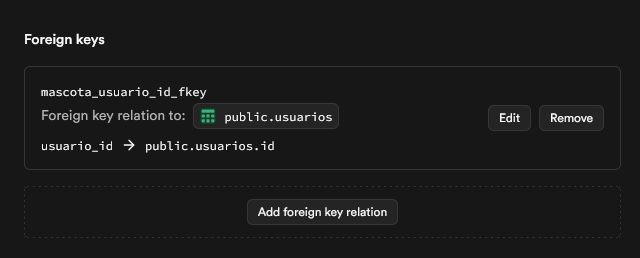 Foreign keys
mascota_usuario_id_fkey
Foreign key relation to: public.usuarios
Edit
Remove
usuario_id → public.usuarios.id
Add foreign key relation